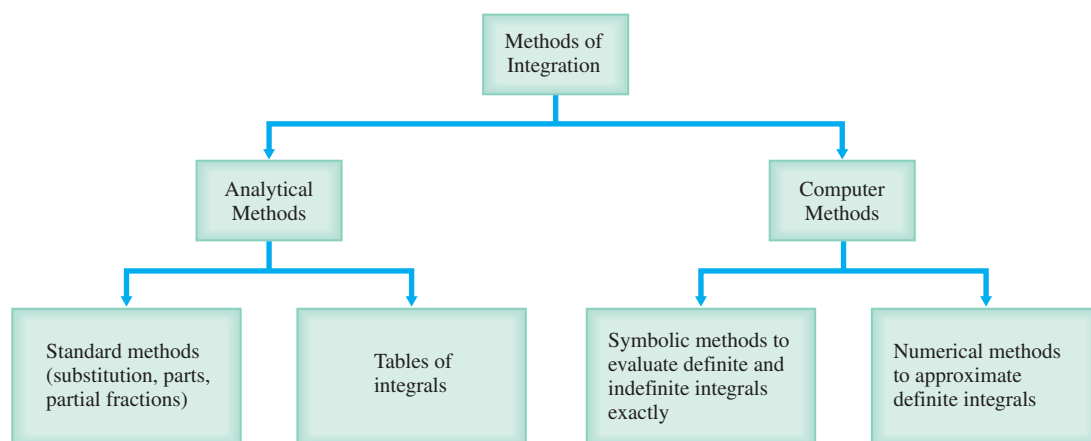 Methods of
Integration
Analytical
Methods
Computer
Methods
Standard methods
(substitution, parts,
partial fractions)
Tables of
integrals
Symbolic methods to
evaluate definite and
indefinite integrals
exactly
Numerical methods
to approximate
definite integrals